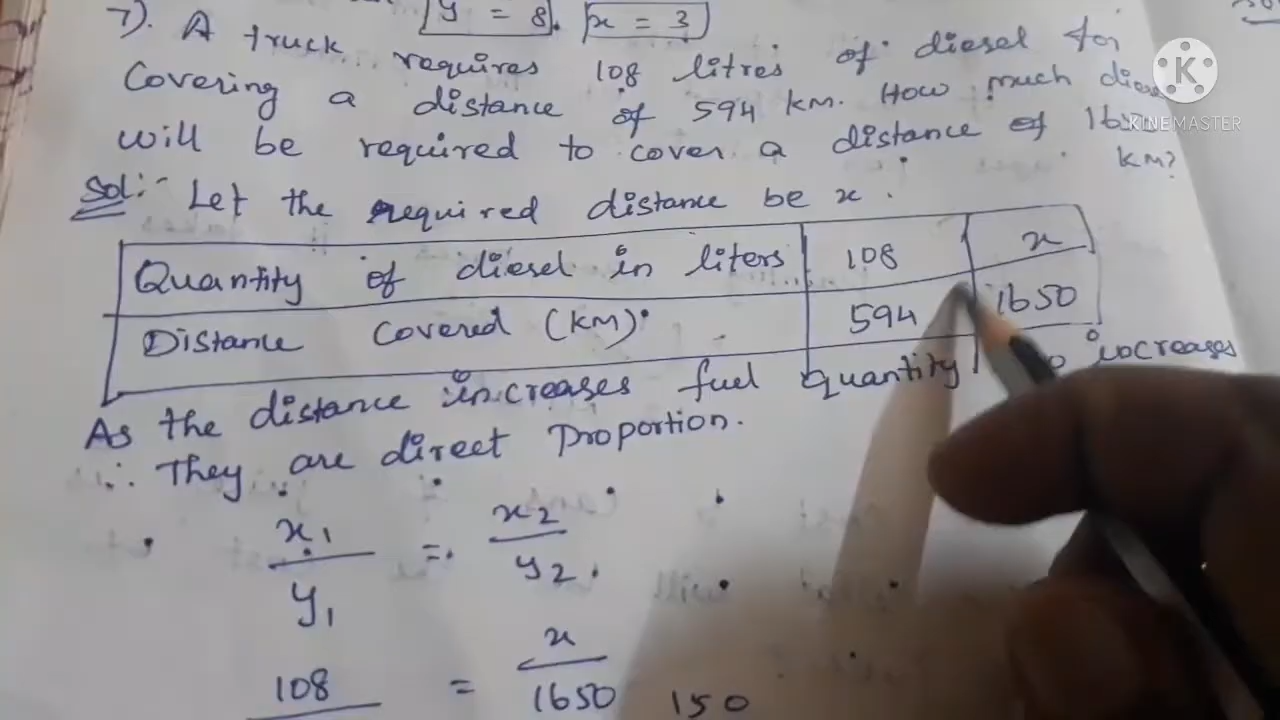 7). y = 8. x = 3
A truck requires 108 litres of diesel for
Covering a distance of 594 km. How much
will be required to cover a distance of
km?
K
KINEMASTER
Sol:- Let the required distance be x.
Quantity of diesel in liters 108 x
Distance Covered (KM) 594 1650
As the distance increases fuel quantity increases
∴ They are direct Proportion.
x1 = x2
y1 y2
108 = x
1650 150